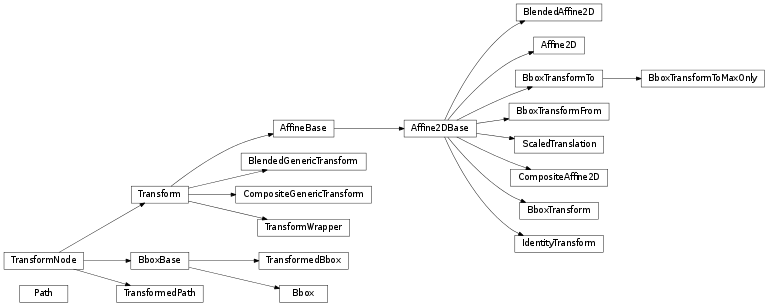 BlendedAffine2D
Affine2D
BboxTransformTo
BboxTransformToMaxOnly
BboxTransformFrom
AffineBase
Affine2DBase
ScaledTranslation
BlendedGenericTransform
CompositeAffine2D
Transform
CompositeGenericTransform
BboxTransform
TransformWrapper
IdentityTransform
TransformNode
BboxBase
TransformedBbox
Path
TransformedPath
Bbox